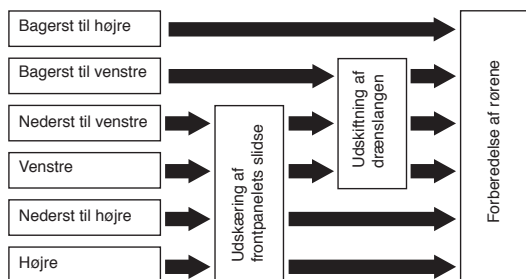 Bagerst til højre
Bagerst til venstre
Nederst til venstre
Venstre
Nederst til højre
Højre
Udskæring af
frontpanelets slidse
Udskiftning af
drænslangen
Forberedelse af rørene